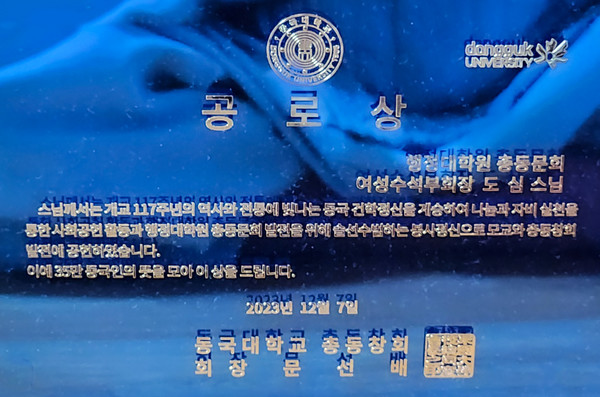 dongguk
UNIVERSITY
공로상
행정대학원 총동문회
여성수석부회장 도 심 스님
스님께서는 개교 117주년의 역사와 전통에 빛나는 동국 건학정신을 계승하여 나눔과 자비 실천을
통한 사회공헌 활동과 행정대학원 총동문회 발전을 위해 솔선수범하는 봉사정신으로 모교와 총동창회
발전에 공헌하였습니다.
이에 35만 동국인의 뜻을 모아 이 상을 드립니다.
2023년 12월 7일
동국대학교 총동창회
회장 문선배